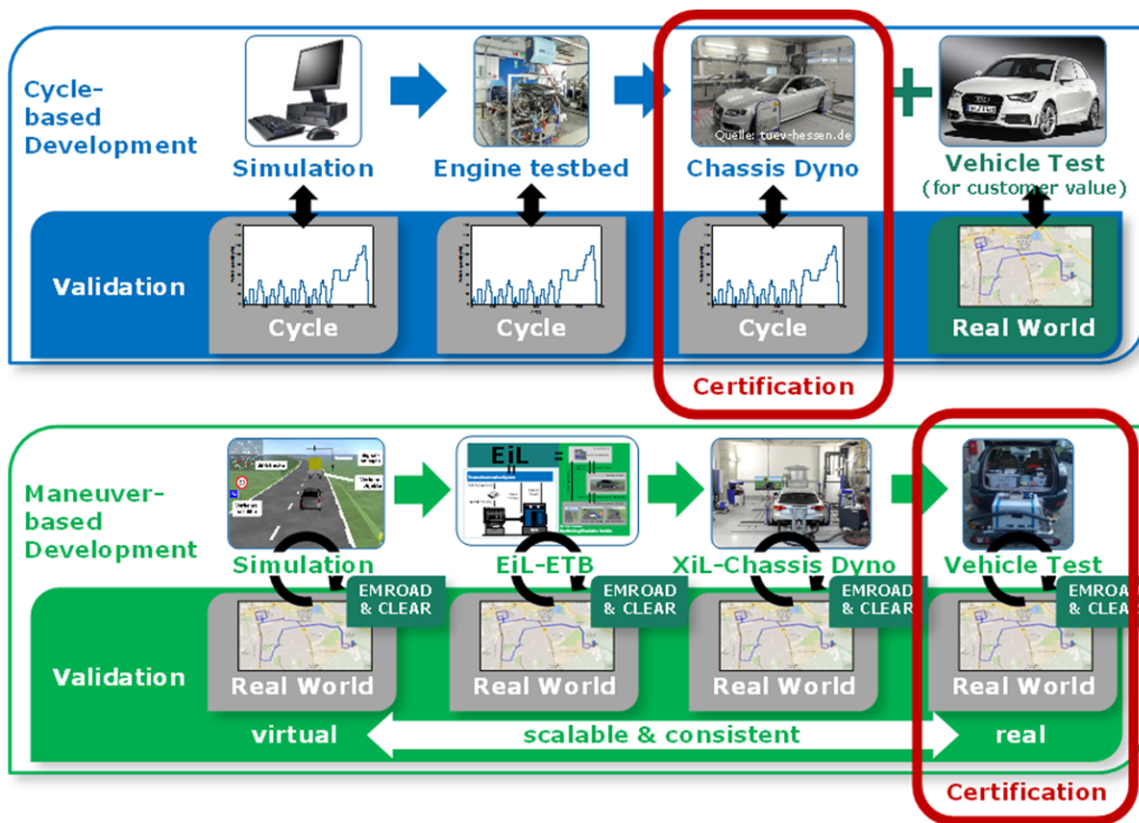 Cycle-
based
Development
Quelle: tuev-hessen.de
Simulation
Engine testbed
Chassis Dyno
Vehicle Test
(for customer value)
Validation
Cycle
Cycle
Cycle
Real World
Certification
Maneuver-
based
Development
EiL
=
Simulation
EiL-ETB
XiL-Chassis Dyno
Vehicle Test
EMROAD
& CLEAR
EMROAD
& CLEAR
EMROAD
& CLEAR
EMROAD
& CLEAR
Validation
Real World
Real World
Real World
Real World
virtual
scalable & consistent
real
Certification